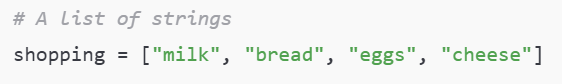 # A list of strings
shopping = ["milk", "bread", "eggs", "cheese"]